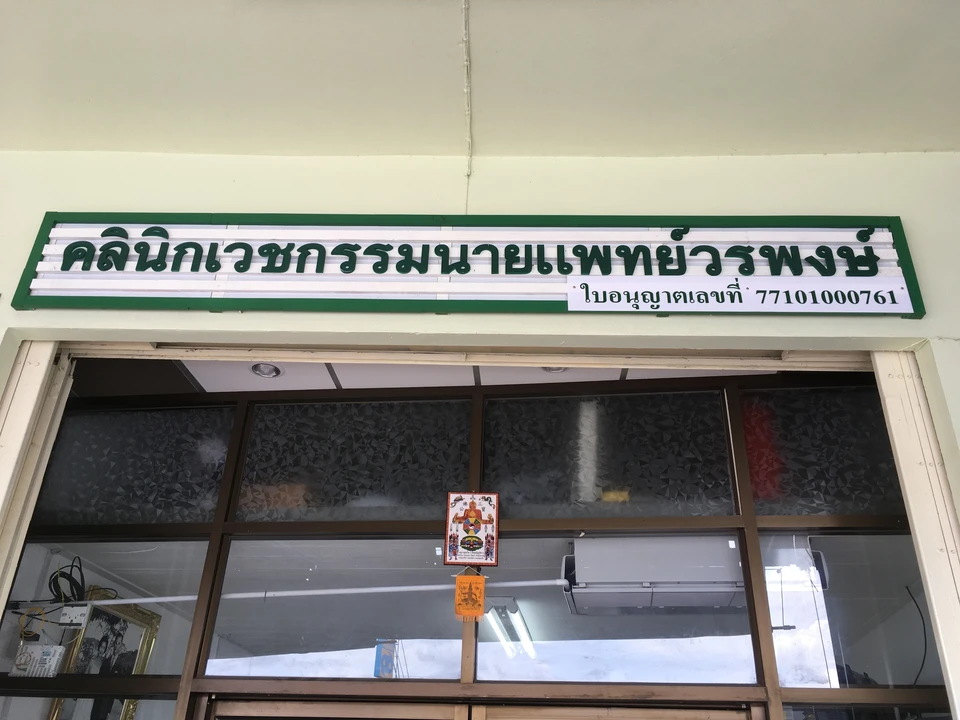 คลินิกเวชกรรมนายแพทย์วรพงษ์
ใบอนุญาตเลขที่ 77101000761